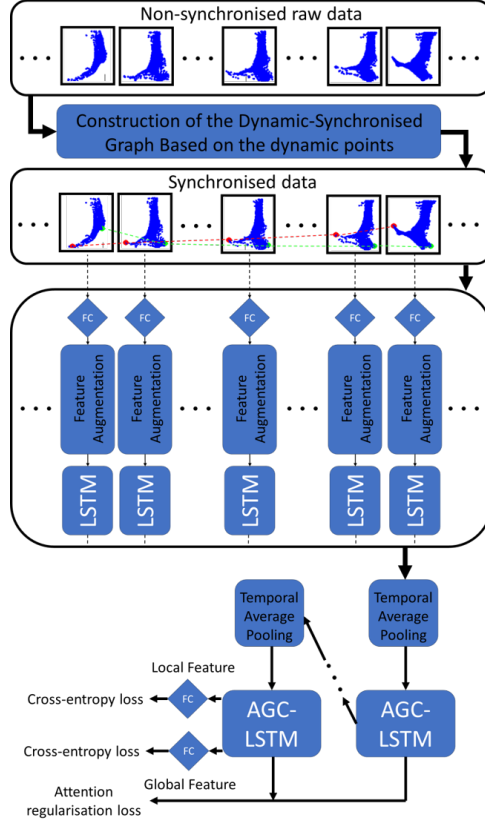 Non-synchronised raw data
Construction of the Dynamic-Synchronised
Graph Based on the dynamic points
Synchronised data
FC FC FC FC FC
Feature Augmentation Feature Augmentation Feature Augmentation Feature Augmentation Feature Augmentation
LSTM LSTM LSTM LSTM LSTM
Temporal Average Pooling
Temporal Average Pooling
Local Feature
Cross-entropy loss
FC
AGC-LSTM
AGC-LSTM
Cross-entropy loss
FC
Global Feature
Attention
regularisation loss